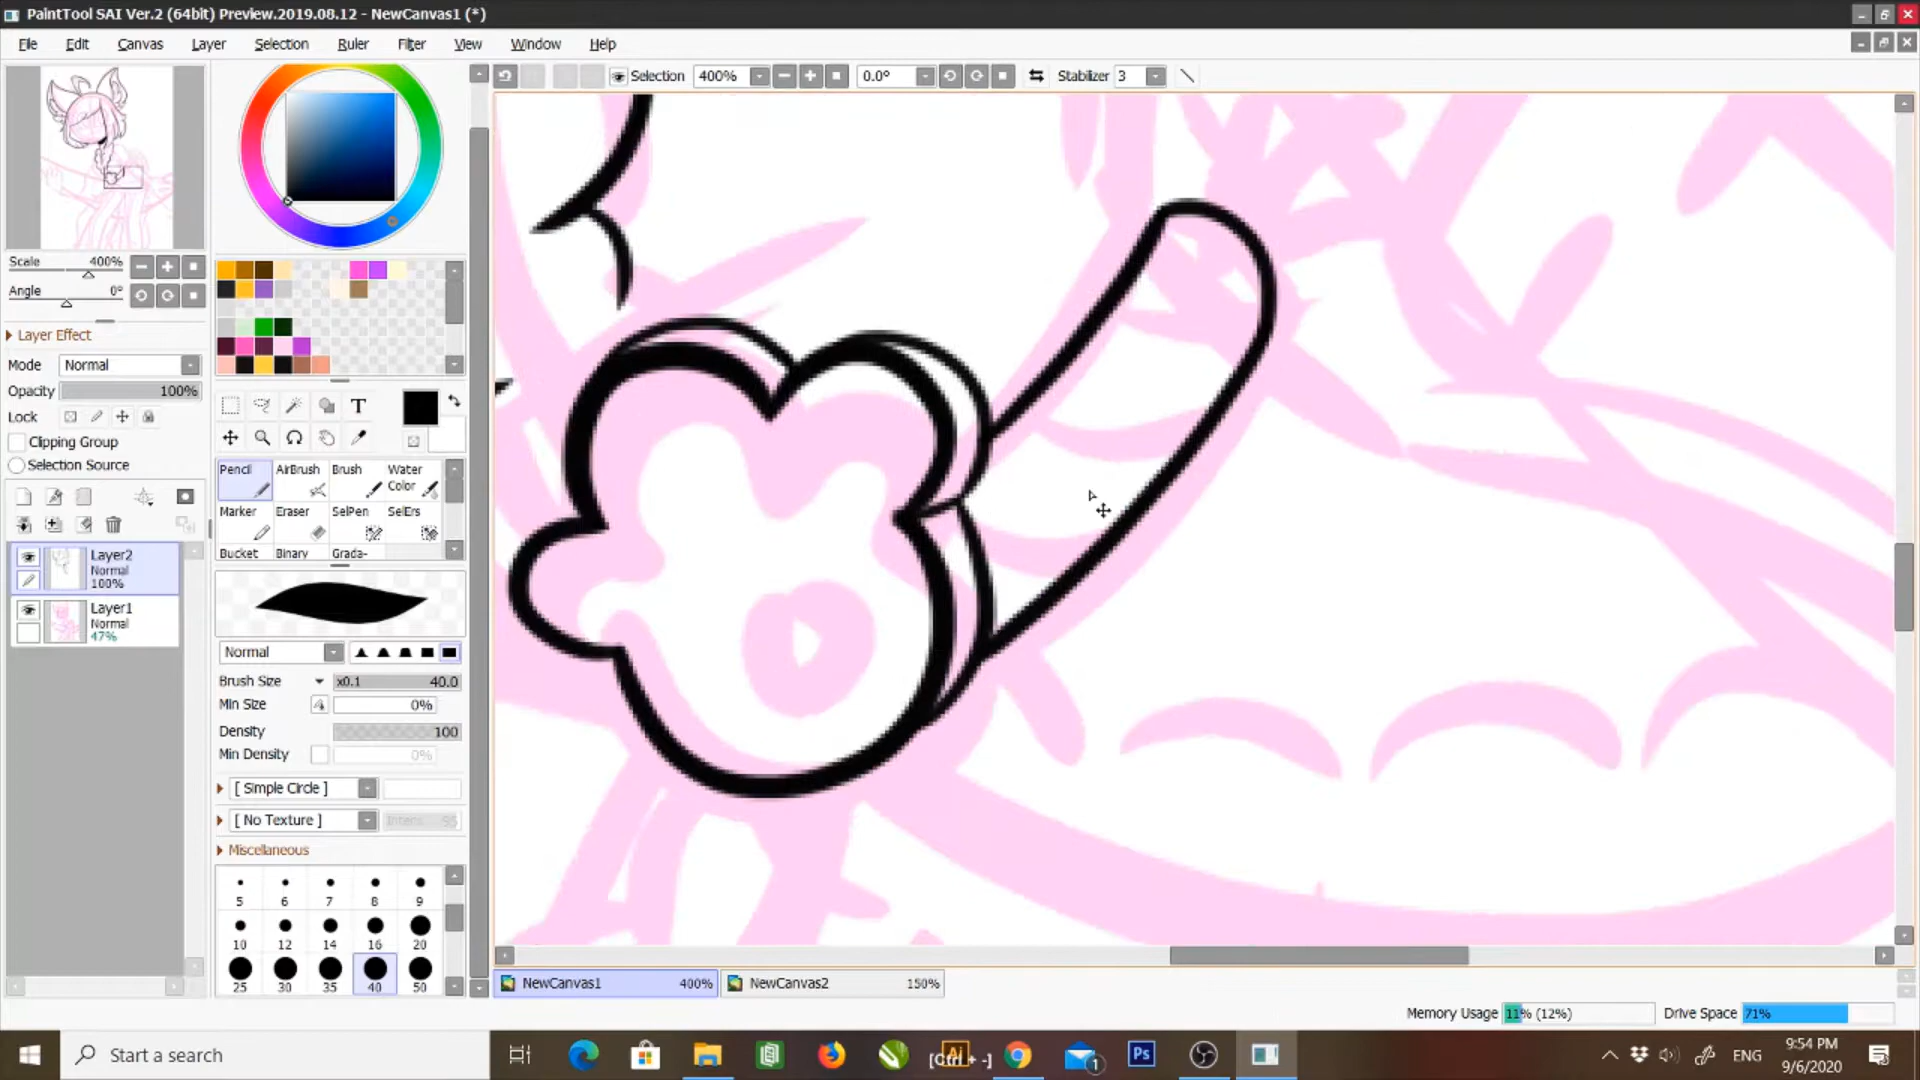 PaintTool SAI Ver.2 (64bit) Preview.2019.08.12 - NewCanvas1 (*)
File Edit Canvas Layer Selection Ruler Filter View Window Help
Selection 400% 0.0° Stabilizer 3
Scale 400%
Angle 0°
Layer Effect
Mode Normal
Opacity 100%
Lock
Clipping Group
Selection Source
Layer2
Normal
100%
Layer1
Normal
47%
T
Pencil AirBrush Brush Water Color
Marker Eraser SelPen SelErs
Bucket Binary Grada-
Normal
Brush Size x0.1 40.0
Min Size 0%
Density 100
Min Density 0%
[ Simple Circle ]
[ No Texture ] Intens 95
Miscellaneous
5 6 7 8 9
10 12 14 16 20
25 30 35 40 50
NewCanvas1 400% NewCanvas2 150%
Memory Usage 11% (12%) Drive Space 71%
Start a search
[Ctrl + -]
Ai
1
Ps
ENG
9:54 PM
9/6/2020